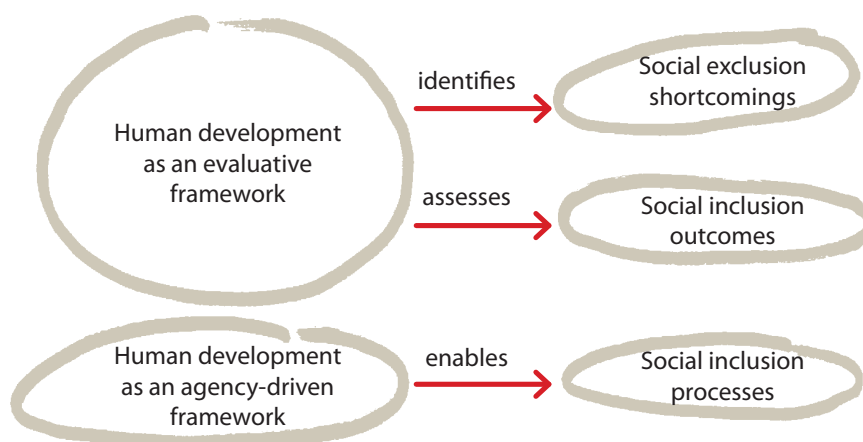 Human development
as an evaluative
framework
identifies
Social exclusion
shortcomings
assesses
Social inclusion
outcomes
Human development
as an agency-driven
framework
enables
Social inclusion
processes